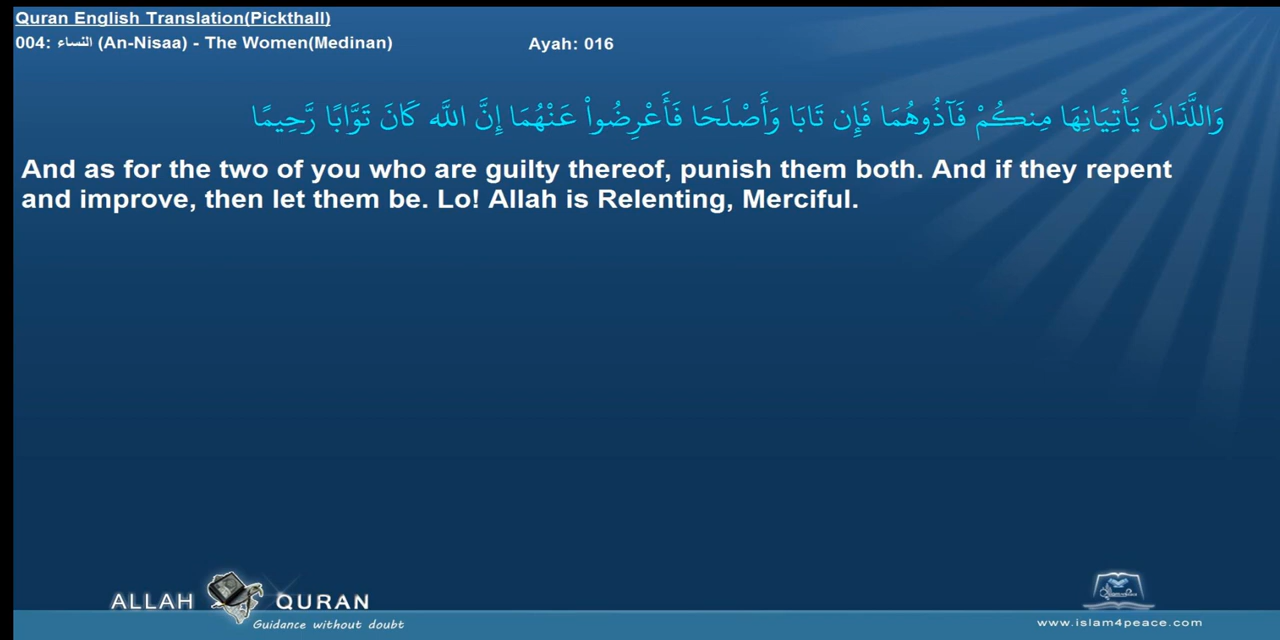 Quran English Translation(Pickthall)
004: النساء (An-Nisaa) - The Women(Medinan) Ayah: 016
وَاللَّذَانَ يَأْتِيَانِهَا مِنكُمْ فَآذُوهُمَا فَإِن تَابَا وَأَصْلَحَا فَأَعْرِضُواْ عَنْهُمَا إِنَّ اللَّه كَانَ تَوَّابًا رَّحِيمًا
And as for the two of you who are guilty thereof, punish them both. And if they repent
and improve, then let them be. Lo! Allah is Relenting, Merciful.
ALLAH QURAN
Guidance without doubt
www.islam4peace.com